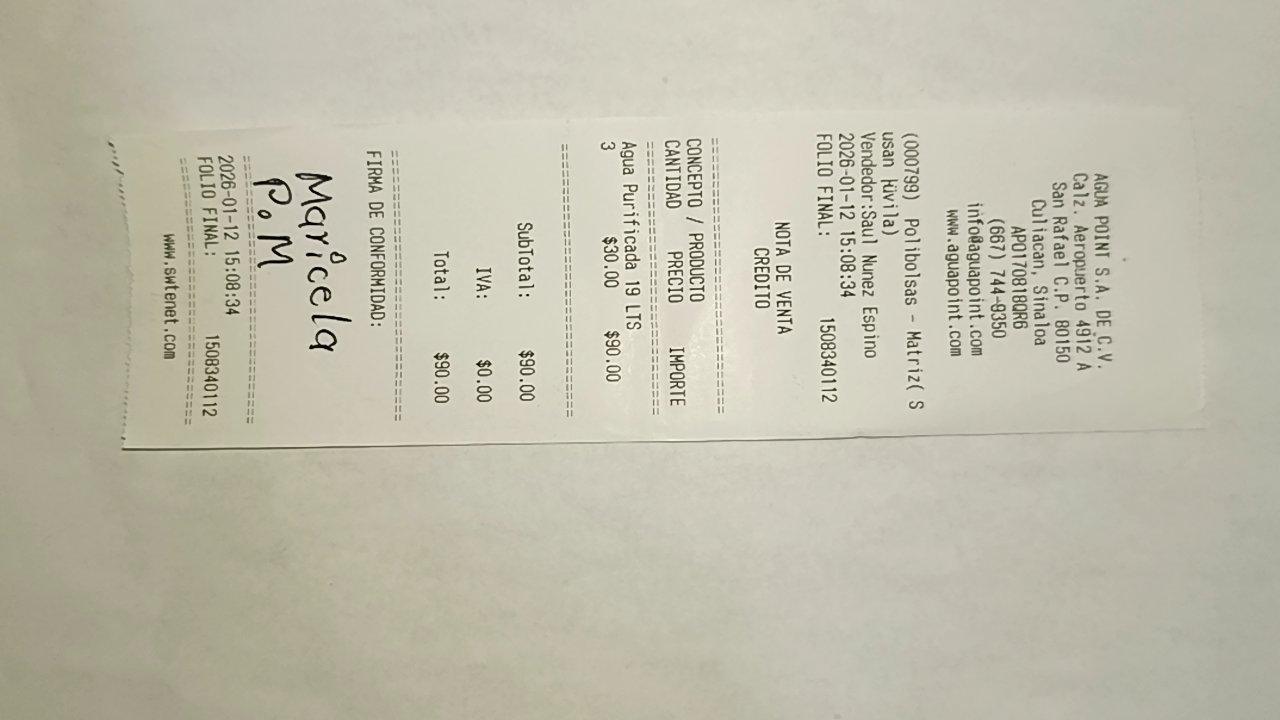 AGUA POINT S.A. DE C.V.
Calz. Aeropuerto 4912 A
San Rafael C.P. 80150
Culiacan, Sinaloa
APO170818QR6
(667) 744-9350
info@aguapoint.com
www.aguapoint.com
(000799) Polibolsas - Matriz( S
usan Hüvila)
Vendedor:Saul Nunez Espino
2026-01-12 15:08:34
FOLIO FINAL: 1508340112
NOTA DE VENTA
CREDITO
================================
CONCEPTO / PRODUCTO
CANTIDAD PRECIO IMPORTE
================================
Agua Purificada 19 LTS
3 $30.00 $90.00
================================
SubTotal: $90.00
IVA: $0.00
Total: $90.00
================================
FIRMA DE CONFORMIDAD:
Maricela
P.M
================================
2026-01-12 15:08:34
FOLIO FINAL: 1508340112
================================
www.swtenet.com